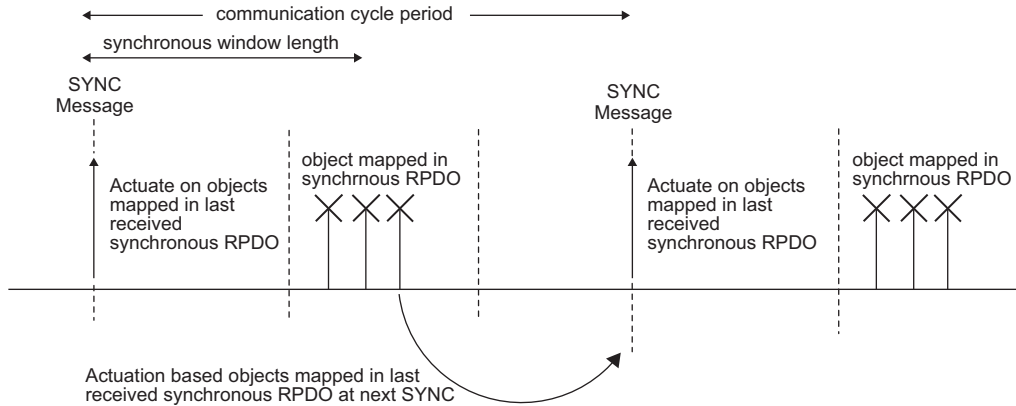 communication cycle period
synchronous window length
SYNC
Message
SYNC
Message
Actuate on objects
mapped in last
received
synchronous RPDO
object mapped in
synchrnous RPDO
Actuate on objects
mapped in last
received
synchronous RPDO
object mapped in
synchrnous RPDO
Actuation based objects mapped in last
received synchronous RPDO at next SYNC